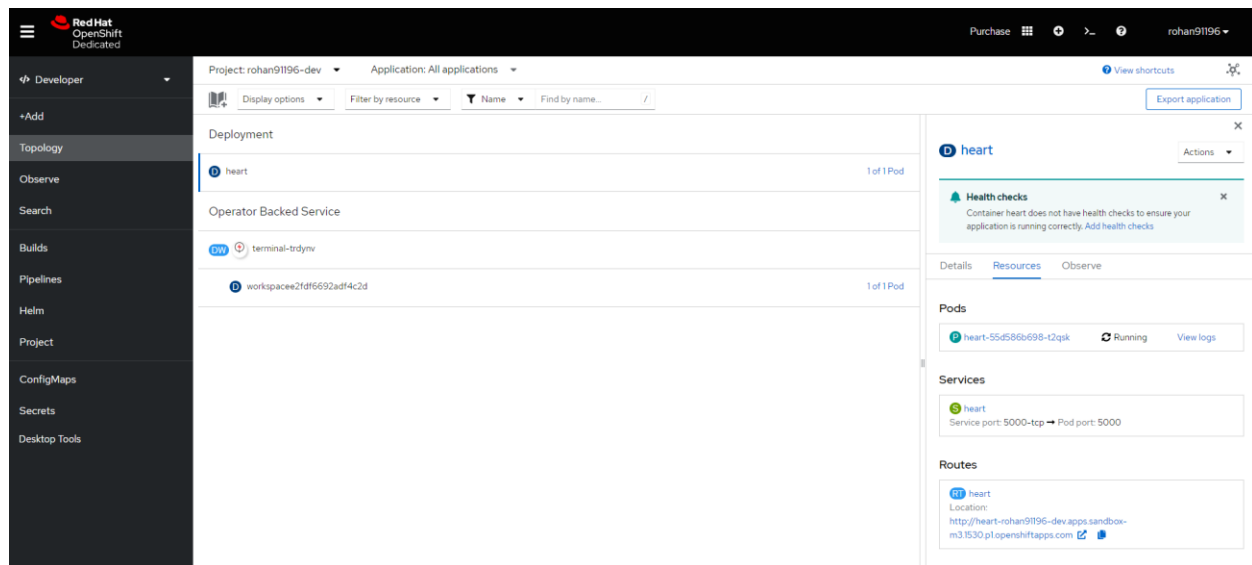 Red Hat
OpenShift
Dedicated
Purchase
rohan91196
Developer
+Add
Topology
Observe
Search
Builds
Pipelines
Helm
Project
ConfigMaps
Secrets
Desktop Tools
Project: rohan91196-dev
Application: All applications
View shortcuts
Display options
Filter by resource
Name
Find by name...
/
Export application
Deployment
D heart
1 of 1 Pod
Operator Backed Service
DW terminal-trdynv
D workspacee2fdf6692adf4c2d
1 of 1 Pod
D heart
Actions
Health checks
Container heart does not have health checks to ensure your
application is running correctly. Add health checks
Details Resources Observe
Pods
P heart-55d586b698-t2qsk Running View logs
Services
S heart
Service port: 5000-tcp → Pod port: 5000
Routes
RT heart
Location:
http://heart-rohan91196-dev.apps.sandbox-
m3.1530.p1.openshiftapps.com